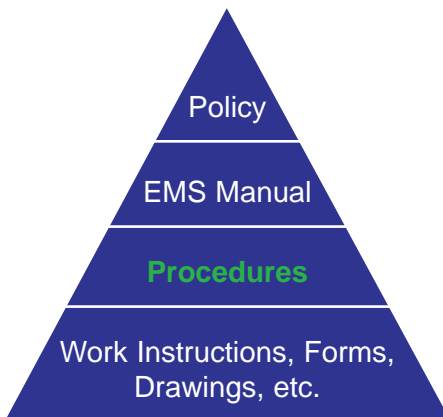 Policy
EMS Manual
Procedures
Work Instructions, Forms,
Drawings, etc.